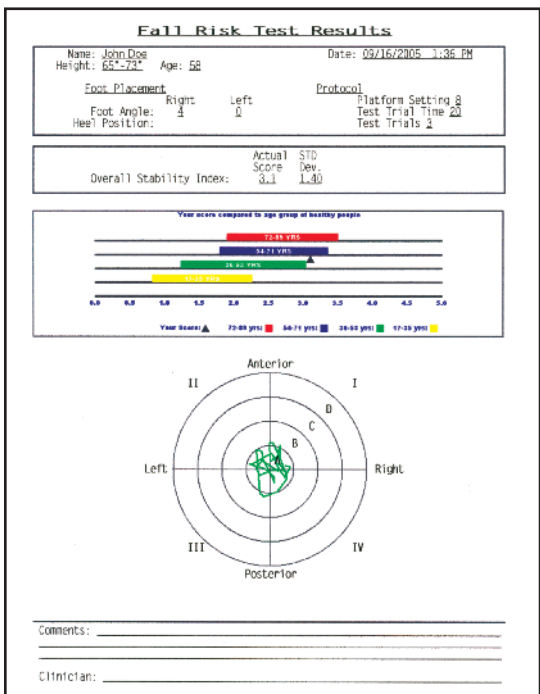 Fall Risk Test Results
Name: John Doe Date: 09/16/2005 1:36 PM
Height: 65"-73" Age: 58
Foot Placement Protocol
Right Left Platform Setting 8
Foot Angle: 4 0 Test Trial Time 20
Heel Position: Test Trials 3
Actual STD
Score Dev.
Overall Stability Index: 3.1 1.40
Your score compared to age group of healthy people
72-89 YRS
54-71 YRS
36-53 YRS
0.0 0.5 1.0 1.5 2.0 2.5 3.0 3.5 4.0 4.5 5.0
Your Score: 72-89 yrs: 54-71 yrs: 36-53 yrs: 17-35 yrs:
Anterior
II I
D
C
B
A
Left Right
III IV
Posterior
Comments:
Clinician: